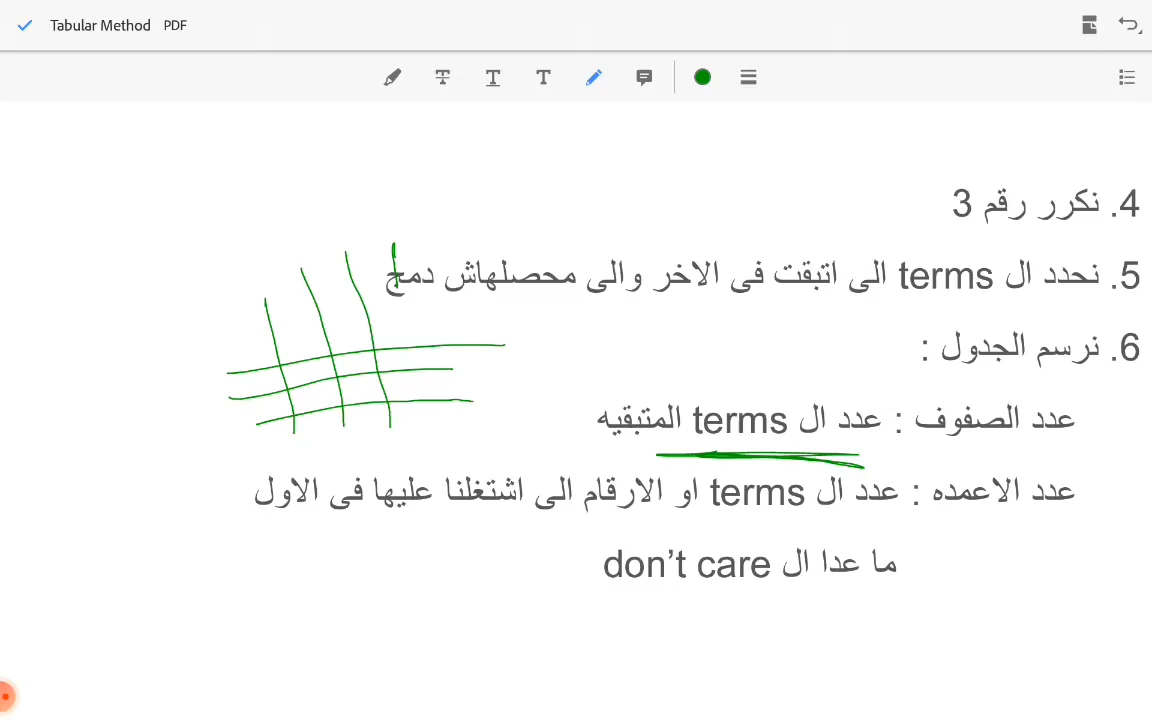 Tabular Method PDF
4. نكرر رقم 3
5. نحدد ال terms الى اتبقت فى الاخر والى محصلهاش دمج
6. نرسم الجدول :
عدد الصفوف : عدد ال terms المتبقيه
عدد الاعمده : عدد ال terms او الارقام الى اشتغلنا عليها فى الاول
ما عدا ال don't care